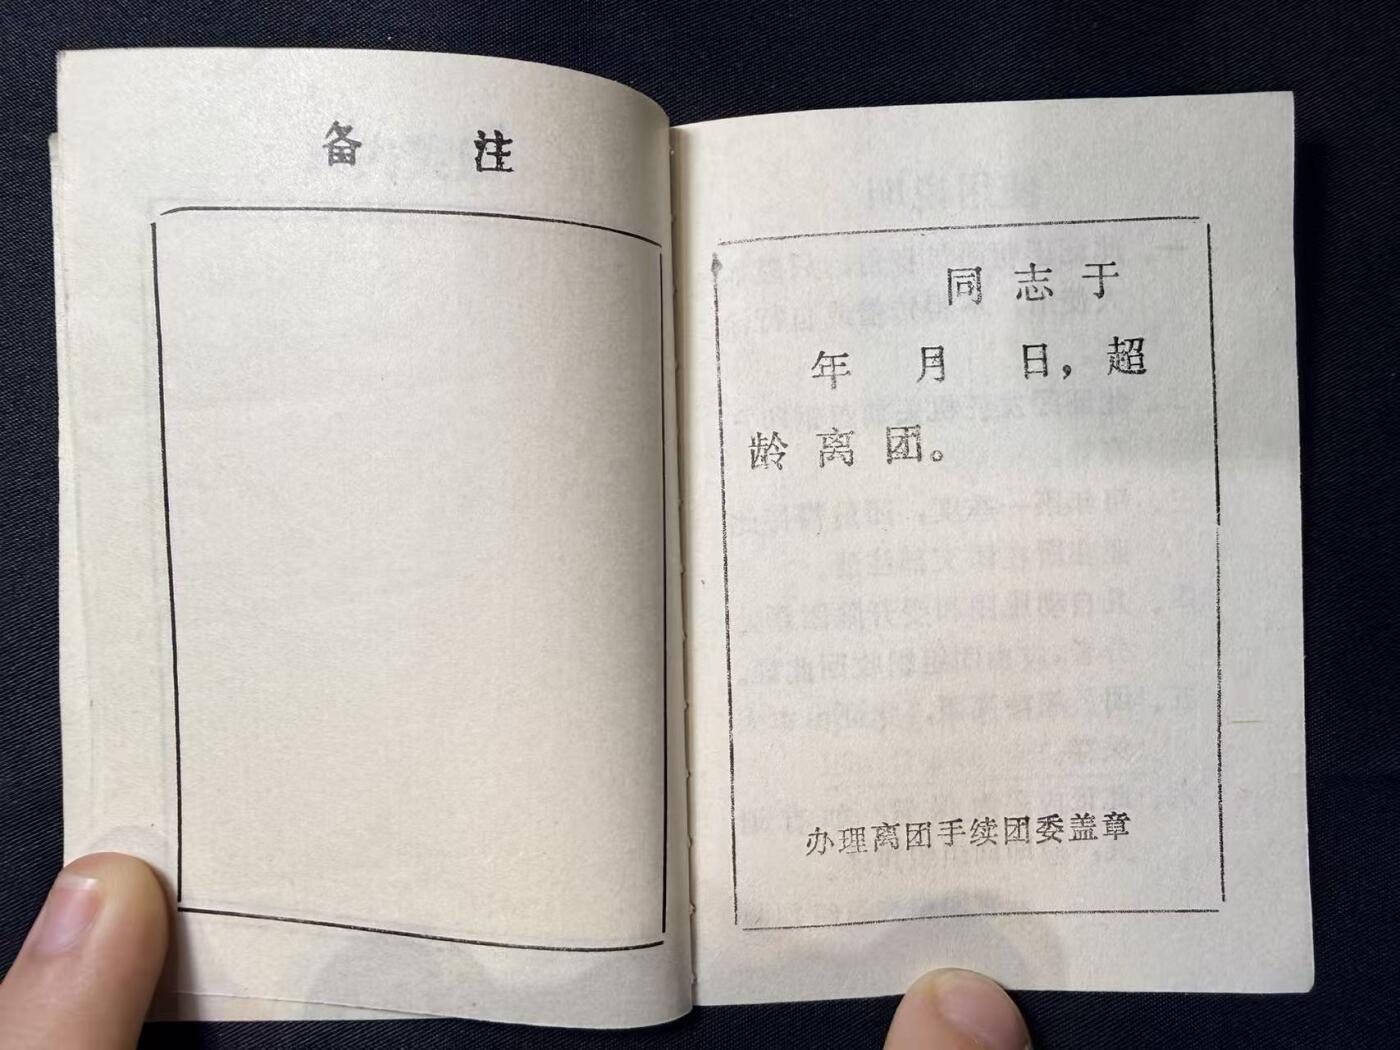 备 注
同 志 于
年 月 日，超
龄 离 团。
办理离团手续团委盖章